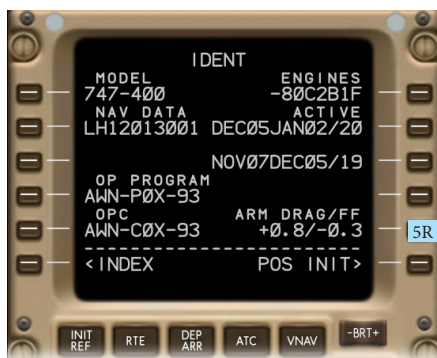 IDENT
MODEL ENGINES
747-400 -80C2B1F
NAV DATA ACTIVE
LH12013001 DEC05JAN02/20
NOV07DEC05/19
OP PROGRAM
AWN-P0X-93
OPC ARM DRAG/FF
AWN-C0X-93 +0.8/-0.3
5R
--------------------------------
<INDEX POS INIT>
INIT REF RTE DEP ARR ATC VNAV -BRT+